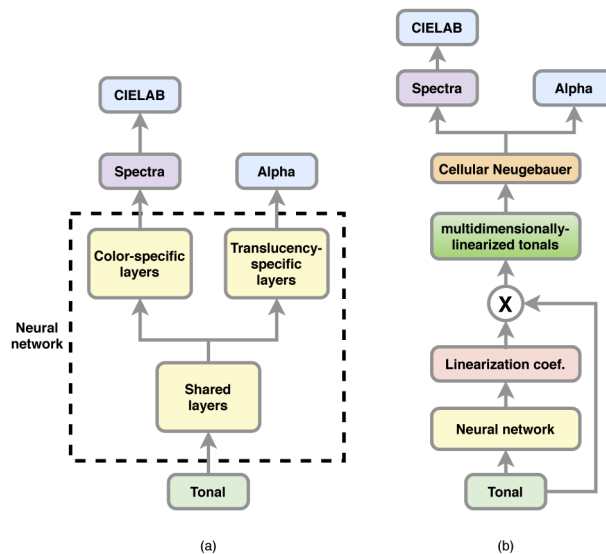 CIELAB
Spectra
Alpha
Color-specific
layers
Translucency-
specific
layers
Neural
network
Shared
layers
Tonal
(a)
CIELAB
Spectra
Alpha
Cellular Neugebauer
multidimensionally-
linearized tonals
X
Linearization coef.
Neural network
Tonal
(b)